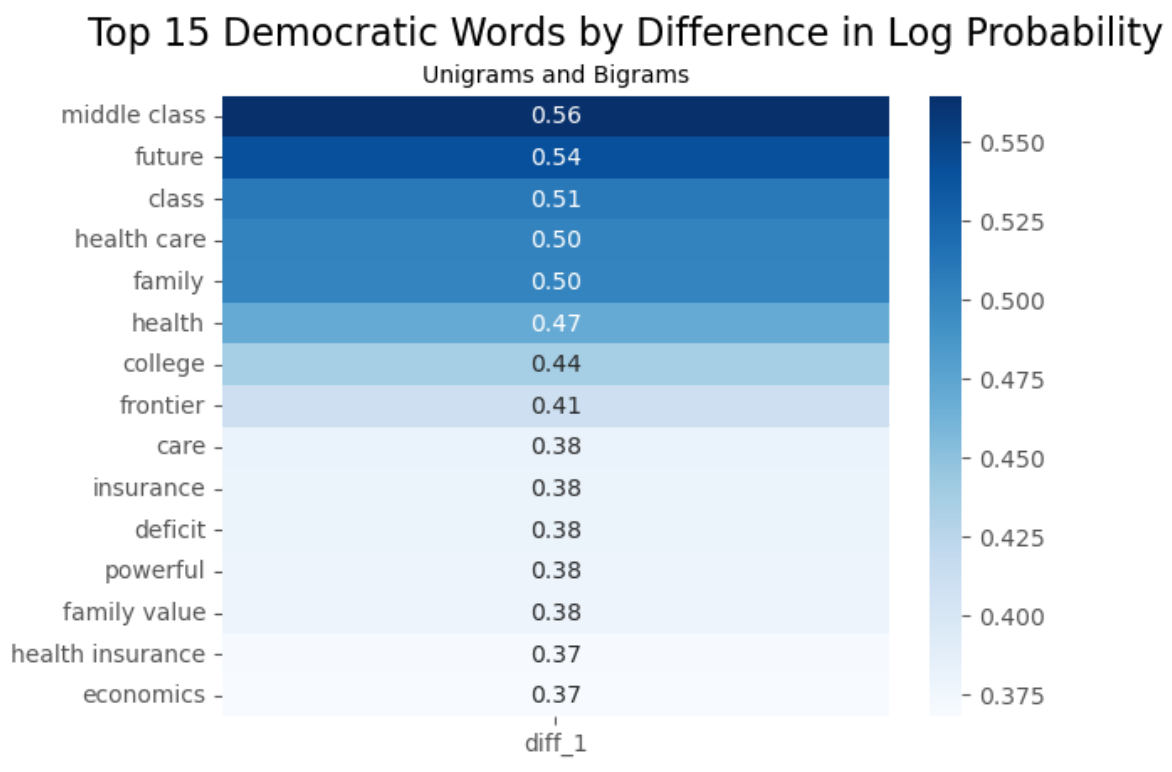 Top 15 Democratic Words by Difference in Log Probability
Unigrams and Bigrams
middle class 0.56
future 0.54
class 0.51
health care 0.50
family 0.50
health 0.47
college 0.44
frontier 0.41
care 0.38
insurance 0.38
deficit 0.38
powerful 0.38
family value 0.38
health insurance 0.37
economics 0.37
diff_1
0.550
0.525
0.500
0.475
0.450
0.425
0.400
0.375